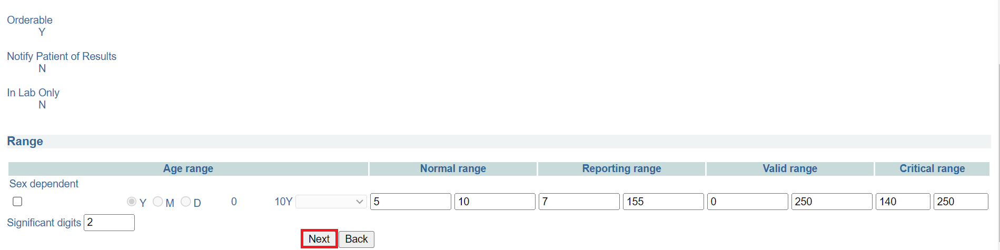 Orderable
Y
Notify Patient of Results
N
In Lab Only
N
Range
Age range Normal range Reporting range Valid range Critical range
Sex dependent
Y M D 0 10Y 5 10 7 155 0 250 140 250
Significant digits 2
Next Back